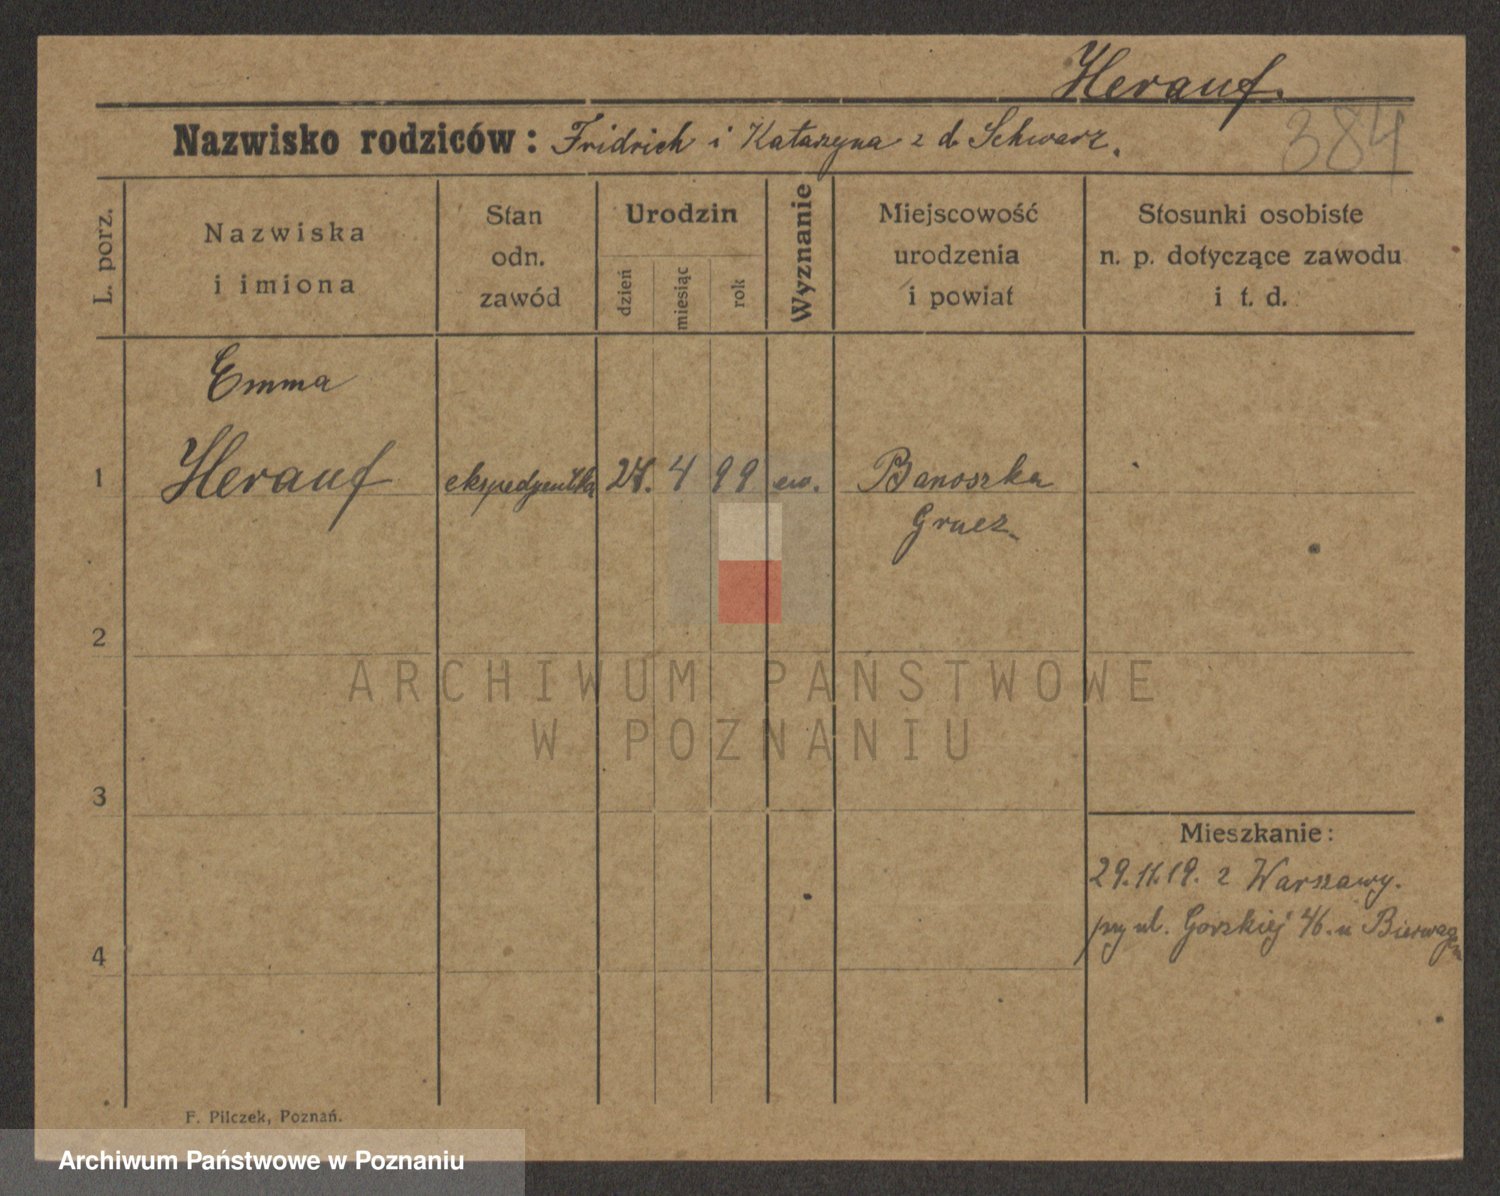 Herauf.
384
Nazwisko rodziców: Fridrich i Katarzyna z d. Schwarz.
L. porz.
Nazwiska
i imiona
Stan
odn.
zawód
Urodzin
dzień
miesiąc
rok
Wyznanie
Miejscowość
urodzenia
i powiat
Stosunki osobiste
n. p. dotyczące zawodu
i t. d.
Emma
1 Herauf ekspedyentka 24. 4 99 ew. Banoszka
Gruez.
2
ARCHIWUM PAŃSTWOWE
W POZNANIU
3
Mieszkanie:
29.11.19. z Warszawy.
przy ul. Gorskiej 4/6. u Bierwagen
4
F. Pilczek, Poznań.
Archiwum Państwowe w Poznaniu